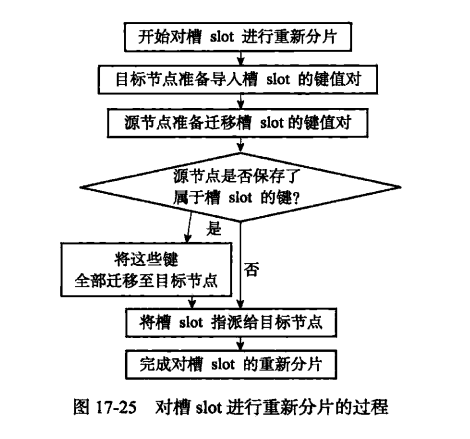 开始对槽 slot 进行重新分片
目标节点准备导人槽 slot 的键值对
源节点准备迁移槽 slot 的键值对
源节点是否保存了
属于槽 slot 的键?
是
将这些键
全部迁移至目标节点
否
将槽 slot 指派给目标节点
完成对槽 slot 的重新分片
图 17-25 对槽 slot 进行重新分片的过程